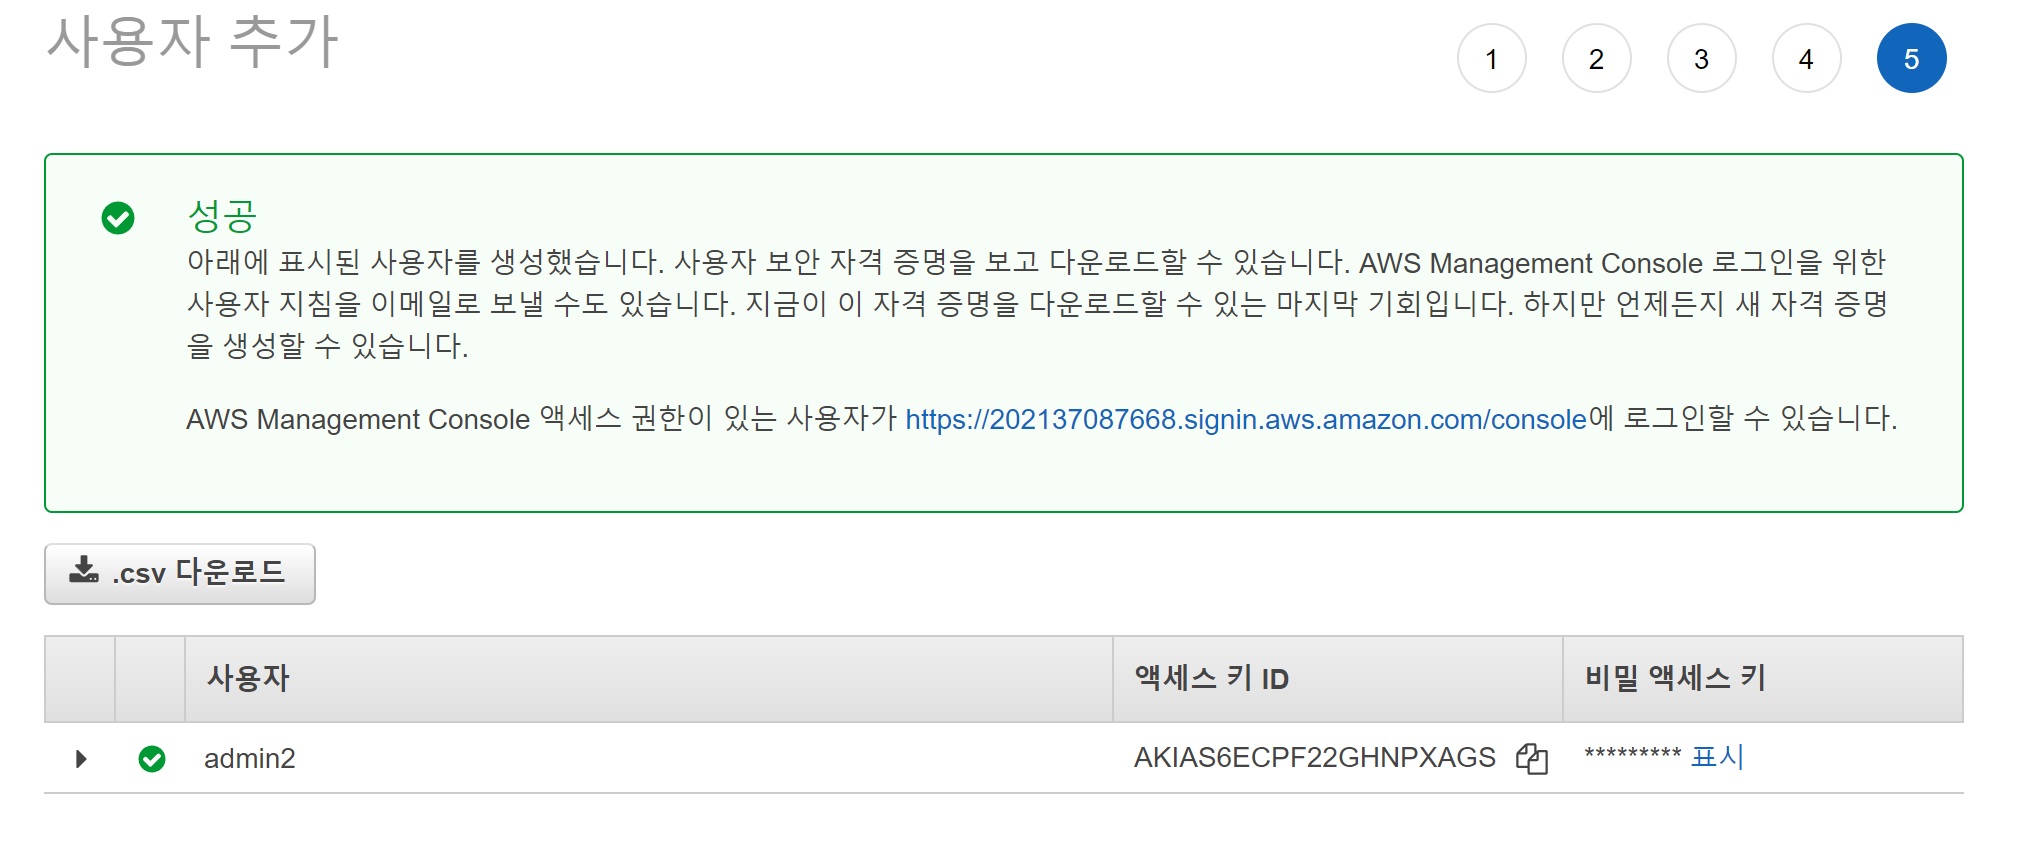 사용자 추가
1 2 3 4 5
성공
아래에 표시된 사용자를 생성했습니다. 사용자 보안 자격 증명을 보고 다운로드할 수 있습니다. AWS Management Console 로그인을 위한
사용자 지침을 이메일로 보낼 수도 있습니다. 지금이 이 자격 증명을 다운로드할 수 있는 마지막 기회입니다. 하지만 언제든지 새 자격 증명
을 생성할 수 있습니다.
AWS Management Console 액세스 권한이 있는 사용자가 https://202137087668.signin.aws.amazon.com/console에 로그인할 수 있습니다.
.csv 다운로드
사용자 액세스 키 ID 비밀 액세스 키
admin2 AKIAS6ECPF22GHNPXAGS ********* 표시